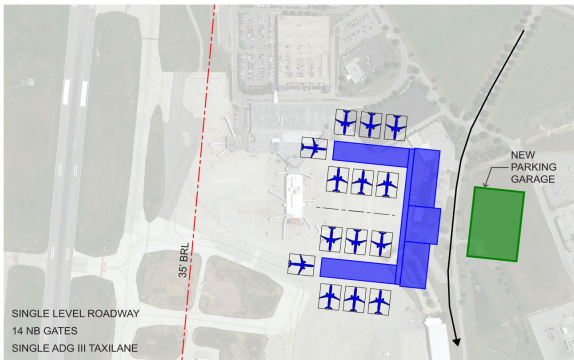 NEW
PARKING
GARAGE
35' BRL
SINGLE LEVEL ROADWAY
14 NB GATES
SINGLE ADG III TAXILANE